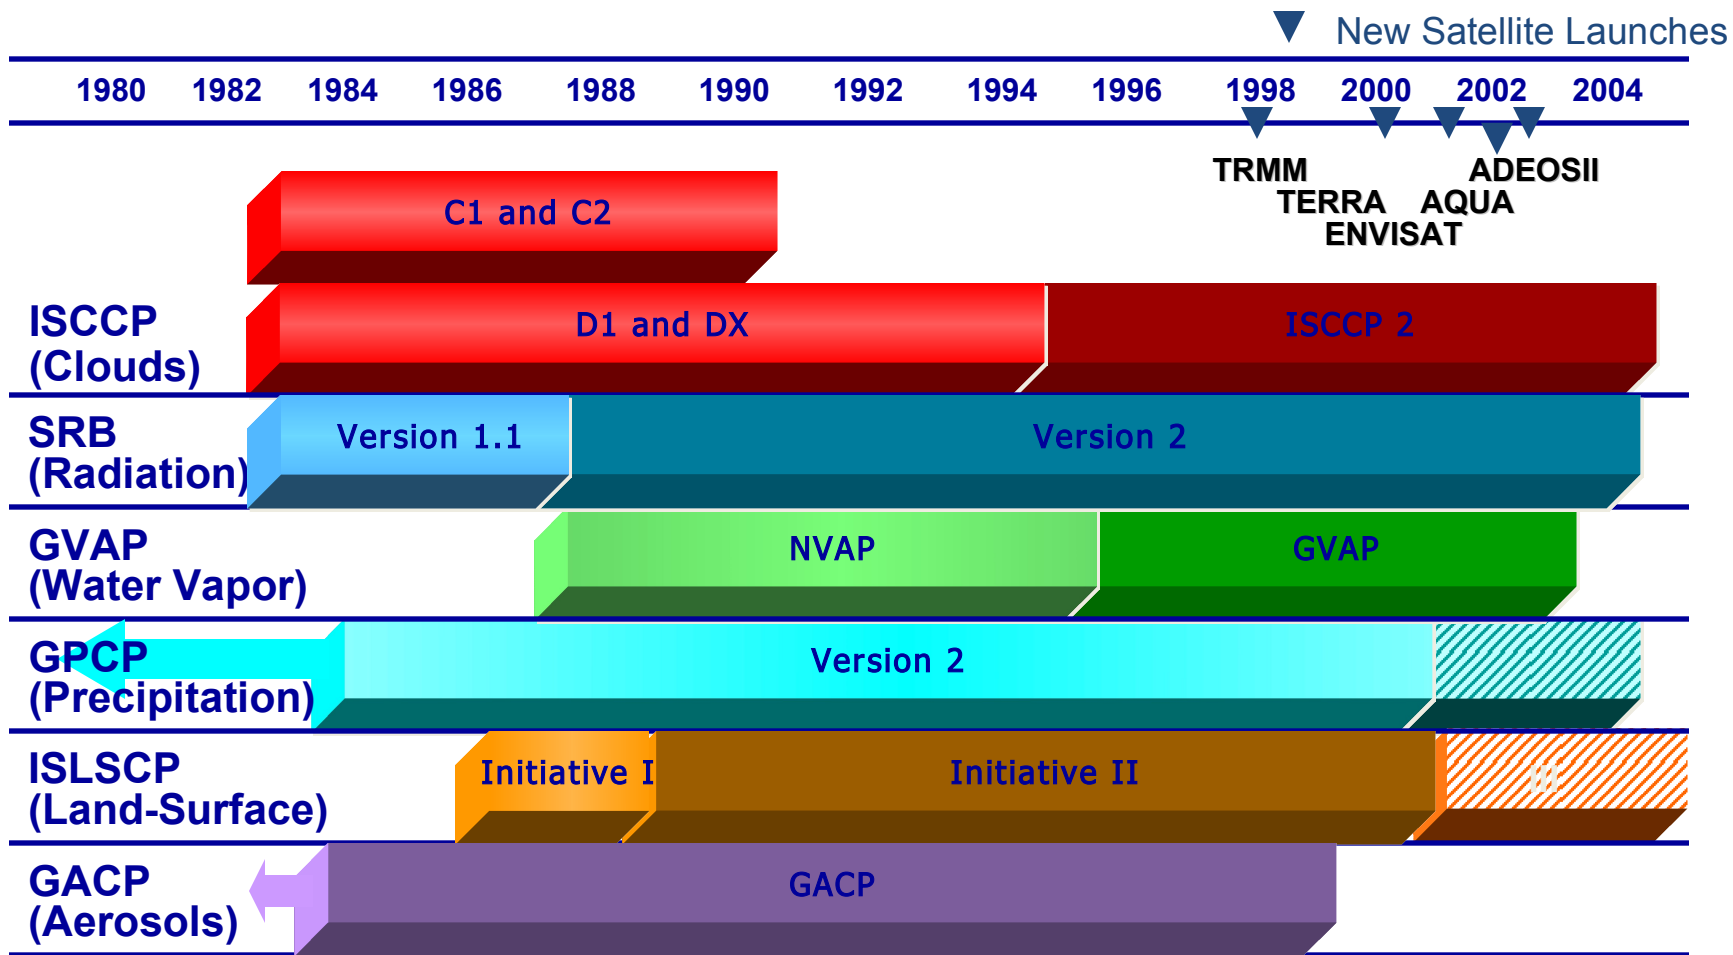 New Satellite Launches
1980 1982 1984 1986 1988 1990 1992 1994 1996 1998 2000 2002 2004
TRMM ADEOSII
TERRA AQUA
ENVISAT
C1 and C2
ISCCP
(Clouds)
D1 and DX ISCCP 2
SRB
(Radiation)
Version 1.1 Version 2
GVAP
(Water Vapor)
NVAP GVAP
GPCP
(Precipitation)
Version 2
ISLSCP
(Land-Surface)
Initiative I Initiative II III
GACP
(Aerosols)
GACP